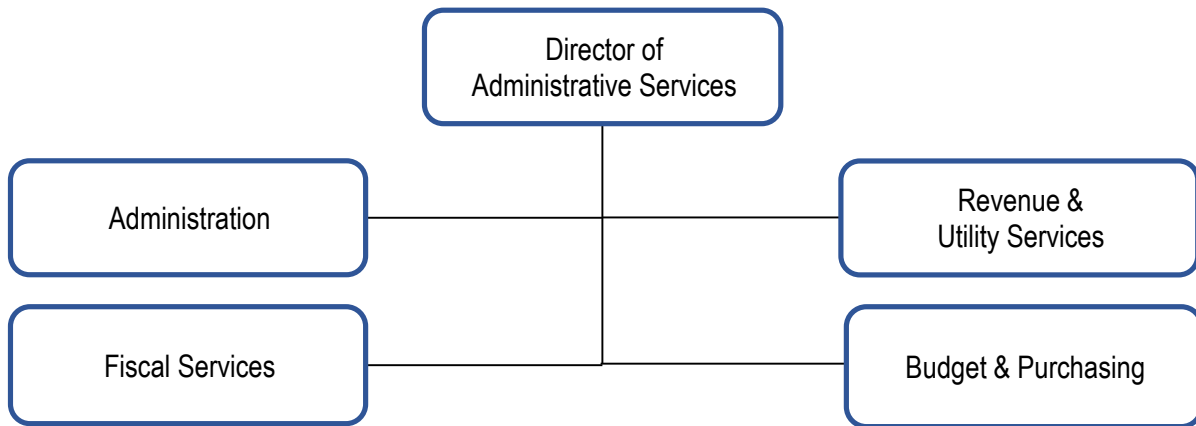 Director of
Administrative Services
Administration
Revenue &
Utility Services
Fiscal Services
Budget & Purchasing